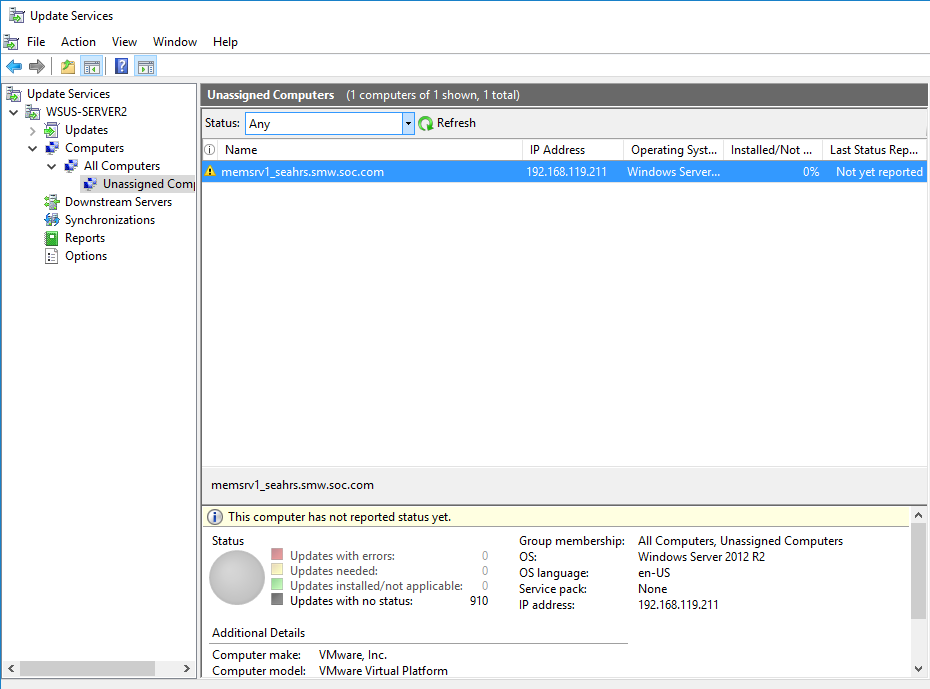 Update Services
File Action View Window Help
Update Services
WSUS-SERVER2
Updates
Computers
All Computers
Unassigned Comp
Downstream Servers
Synchronizations
Reports
Options
Unassigned Computers (1 computers of 1 shown, 1 total)
Status: Any Refresh
Name IP Address Operating Syst... Installed/Not ... Last Status Rep...
memsrv1_seahrs.smw.soc.com 192.168.119.211 Windows Server... 0% Not yet reported
memsrv1_seahrs.smw.soc.com
This computer has not reported status yet.
Status
Updates with errors: 0
Updates needed: 0
Updates installed/not applicable: 0
Updates with no status: 910
Group membership: All Computers, Unassigned Computers
OS: Windows Server 2012 R2
OS language: en-US
Service pack: None
IP address: 192.168.119.211
Additional Details
Computer make: VMware, Inc.
Computer model: VMware Virtual Platform